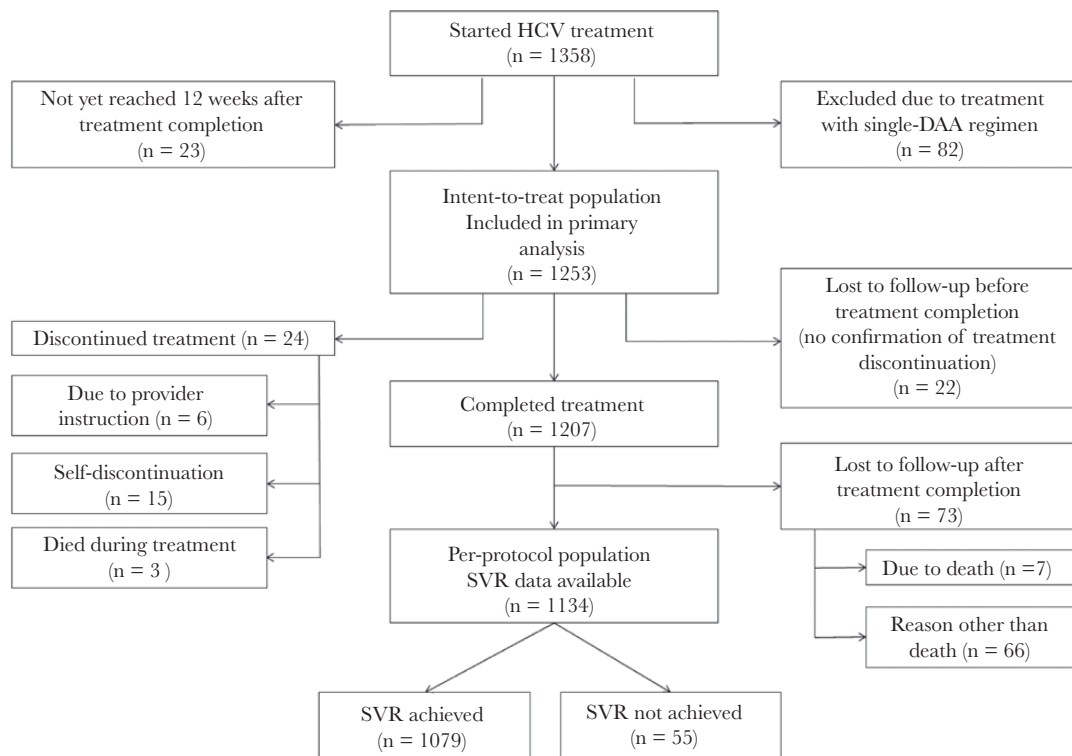 Started HCV treatment
(n = 1358)
Not yet reached 12 weeks after
treatment completion
(n = 23)
Excluded due to treatment
with single-DAA regimen
(n = 82)
Intent-to-treat population
Included in primary
analysis
(n = 1253)
Discontinued treatment (n = 24)
Lost to follow-up before
treatment completion
(no confirmation of treatment
discontinuation)
(n = 22)
Due to provider
instruction (n = 6)
Completed treatment
(n = 1207)
Self-discontinuation
(n = 15)
Lost to follow-up after
treatment completion
(n = 73)
Died during treatment
(n = 3 )
Per-protocol population
SVR data available
(n = 1134)
Due to death (n =7)
Reason other than
death (n = 66)
SVR achieved
(n = 1079)
SVR not achieved
(n = 55)